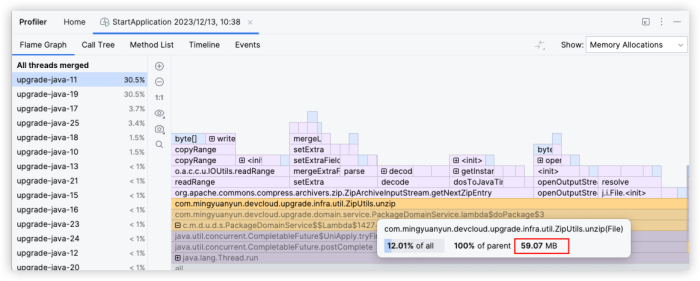 Profiler StartApplication 2023/12/13, 10:38
Flame Graph Call Tree Method List Timeline Events Show: Memory Allocations
All threads merged
upgrade-java-11 30.5%
upgrade-java-19 30.5%
upgrade-java-17 3.7%
upgrade-java-25 3.4%
upgrade-java-18 1.5%
upgrade-java-10 1.5%
upgrade-java-13 < 1%
upgrade-java-21 < 1%
upgrade-java-15 < 1%
upgrade-java-16 < 1%
upgrade-java-22 < 1%
upgrade-java-23 < 1%
upgrade-java-24 < 1%
upgrade-java-12 < 1%
upgrade-java-20 < 1%
1:1
byte[] write mergeL
copyRange setExtra byte
copyRange <ini setExtraField <init> oper
o.a.c.c.u.IOUtils.readRange mergeExtraF parse decod getInstar <init>
readRange setExtra decode dosToJavaTir openOutputStre resolve
org.apache.commons.compress.archivers.zip.ZipArchiveInputStream.getNextZipEntry openOutputStrea j.i.File.<init>
com.mingyuanyun.devcloud.upgrade.infra.util.ZipUtils.unzip
com.mingyuanyun.devcloud.upgrade.domain.service.PackageDomainService.lambda$doPackage$3
c.m.d.u.d.s.PackageDomainService$$Lambda$1427
java.util.concurrent.CompletableFuture$UniApply.tryFi
java.util.concurrent.CompletableFuture.postComplete
java.lang.Thread.run
all
com.mingyuanyun.devcloud.upgrade.infra.util.ZipUtils.unzip(File)
12.01% of all 100% of parent 59.07 MB